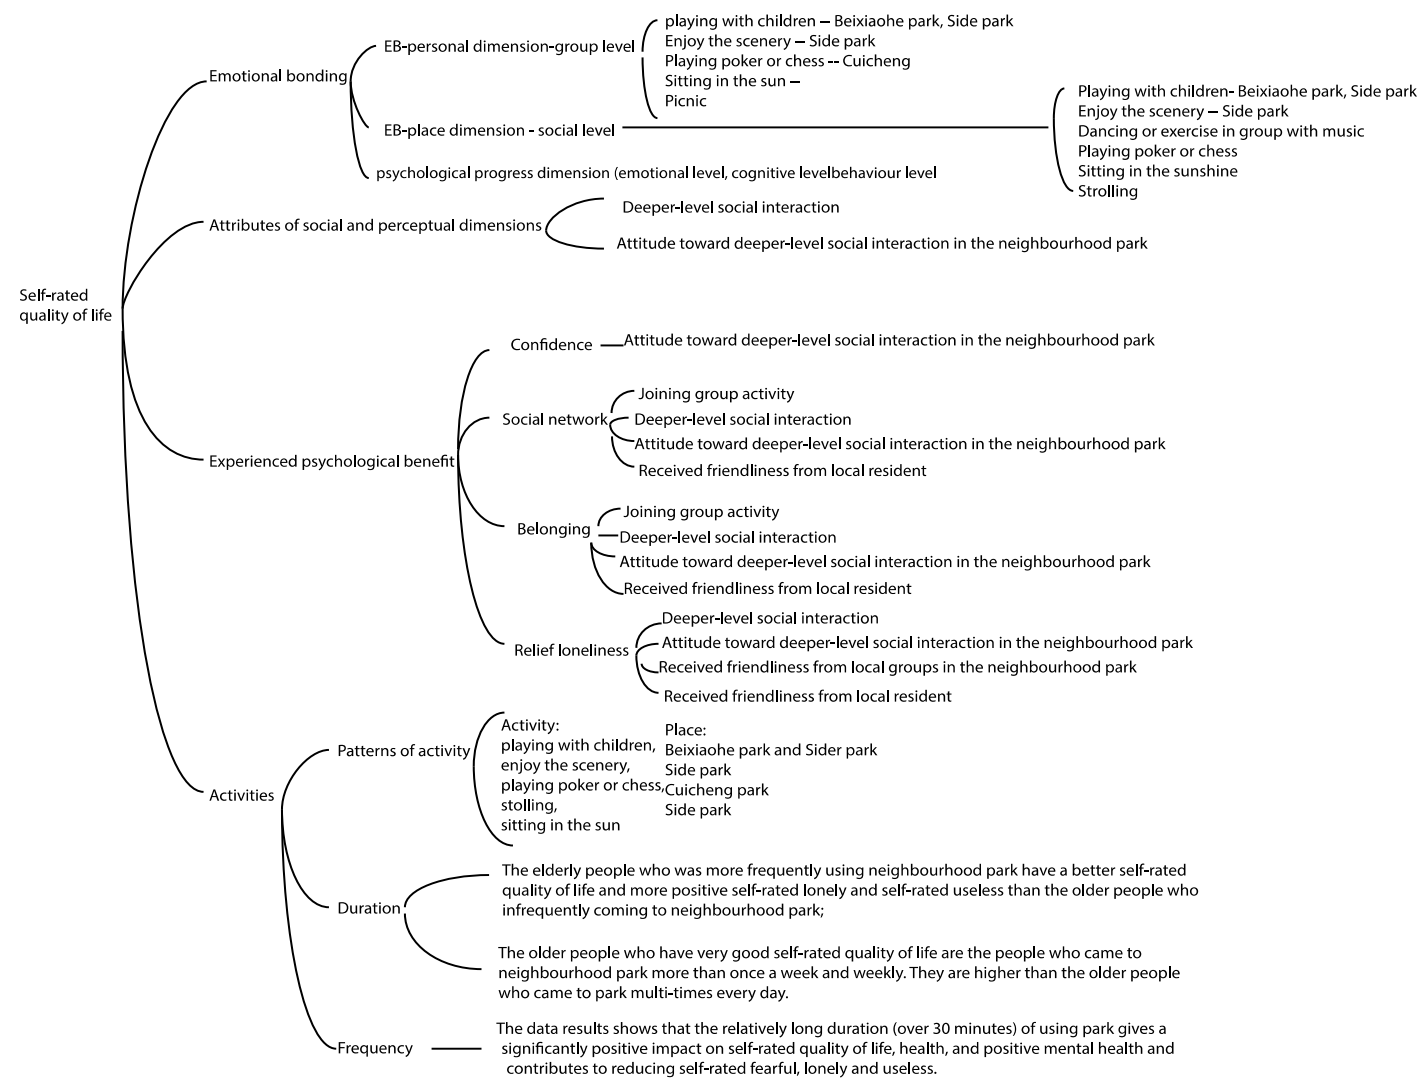 Self-rated
quality of life
Emotional bonding
EB-personal dimension-group level
playing with children – Beixiaohe park, Side park
Enjoy the scenery – Side park
Playing poker or chess -- Cuicheng
Sitting in the sun –
Picnic
EB-place dimension - social level
Playing with children- Beixiaohe park, Side park
Enjoy the scenery – Side park
Dancing or exercise in group with music
Playing poker or chess
Sitting in the sunshine
Strolling
psychological progress dimension (emotional level, cognitive levelbehaviour level
Attributes of social and perceptual dimensions
Deeper-level social interaction
Attitude toward deeper-level social interaction in the neighbourhood park
Experienced psychological benefit
Confidence
Attitude toward deeper-level social interaction in the neighbourhood park
Social network
Joining group activity
Deeper-level social interaction
Attitude toward deeper-level social interaction in the neighbourhood park
Received friendliness from local resident
Belonging
Joining group activity
Deeper-level social interaction
Attitude toward deeper-level social interaction in the neighbourhood park
Received friendliness from local resident
Relief loneliness
Deeper-level social interaction
Attitude toward deeper-level social interaction in the neighbourhood park
Received friendliness from local groups in the neighbourhood park
Received friendliness from local resident
Activities
Patterns of activity
Activity:
playing with children,
enjoy the scenery,
playing poker or chess,
stolling,
sitting in the sun
Place:
Beixiaohe park and Sider park
Side park
Cuicheng park
Side park
Duration
The elderly people who was more frequently using neighbourhood park have a better self-rated
quality of life and more positive self-rated lonely and self-rated useless than the older people who
infrequently coming to neighbourhood park;
The older people who have very good self-rated quality of life are the people who came to
neighbourhood park more than once a week and weekly. They are higher than the older people
who came to park multi-times every day.
Frequency
The data results shows that the relatively long duration (over 30 minutes) of using park gives a
significantly positive impact on self-rated quality of life, health, and positive mental health and
contributes to reducing self-rated fearful, lonely and useless.